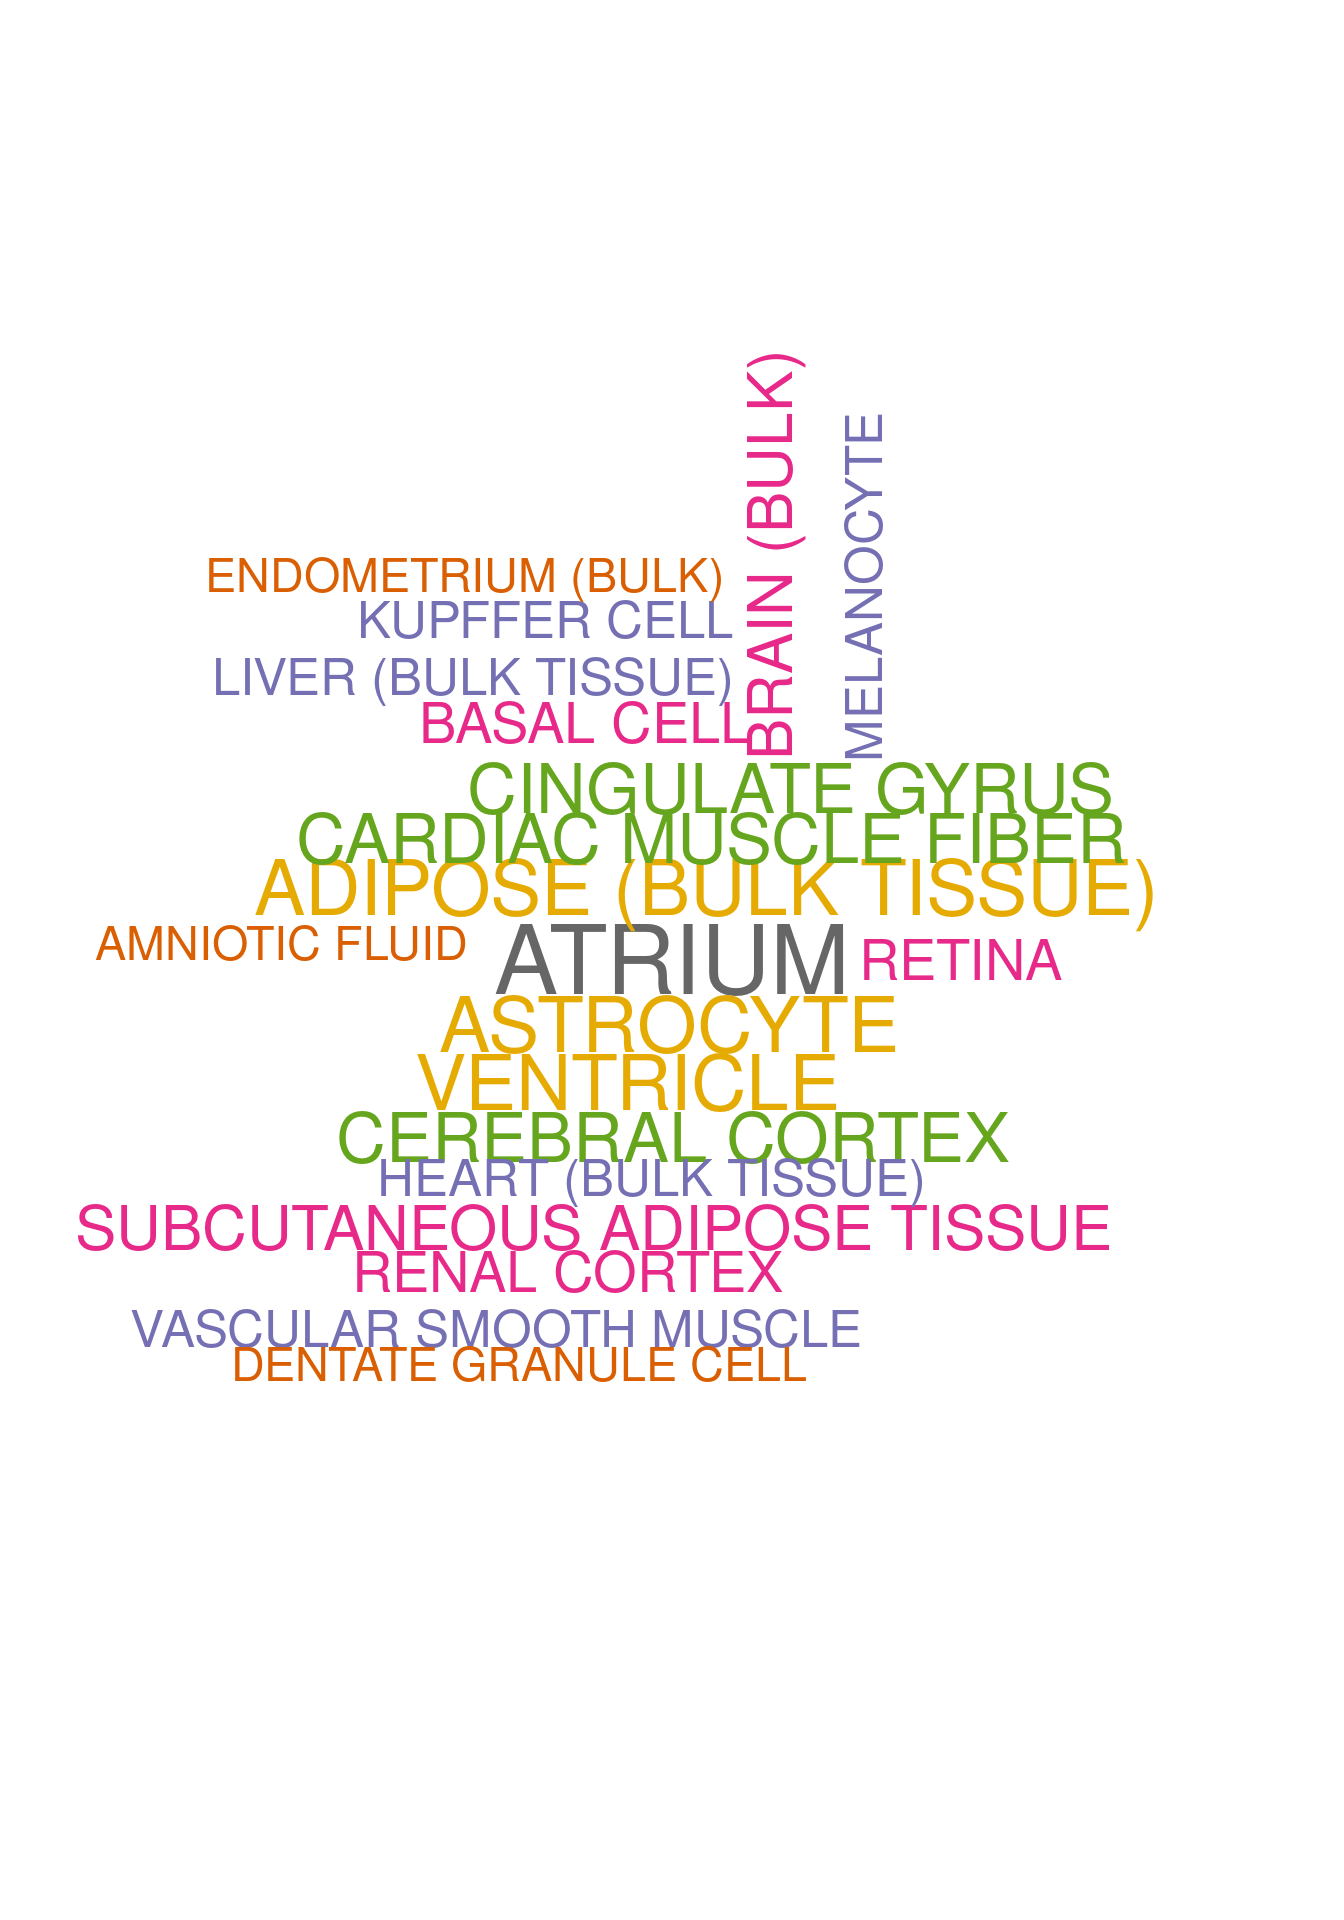 BRAIN (BULK)
MELANOCYTE
ENDOMETRIUM (BULK)
KUPFFER CELL
LIVER (BULK TISSUE)
BASAL CELL
CINGULATE GYRUS
CARDIAC MUSCLE FIBER
ADIPOSE (BULK TISSUE)
AMNIOTIC FLUID
ATRIUM
RETINA
ASTROCYTE
VENTRICLE
CEREBRAL CORTEX
HEART (BULK TISSUE)
SUBCUTANEOUS ADIPOSE TISSUE
RENAL CORTEX
VASCULAR SMOOTH MUSCLE
DENTATE GRANULE CELL